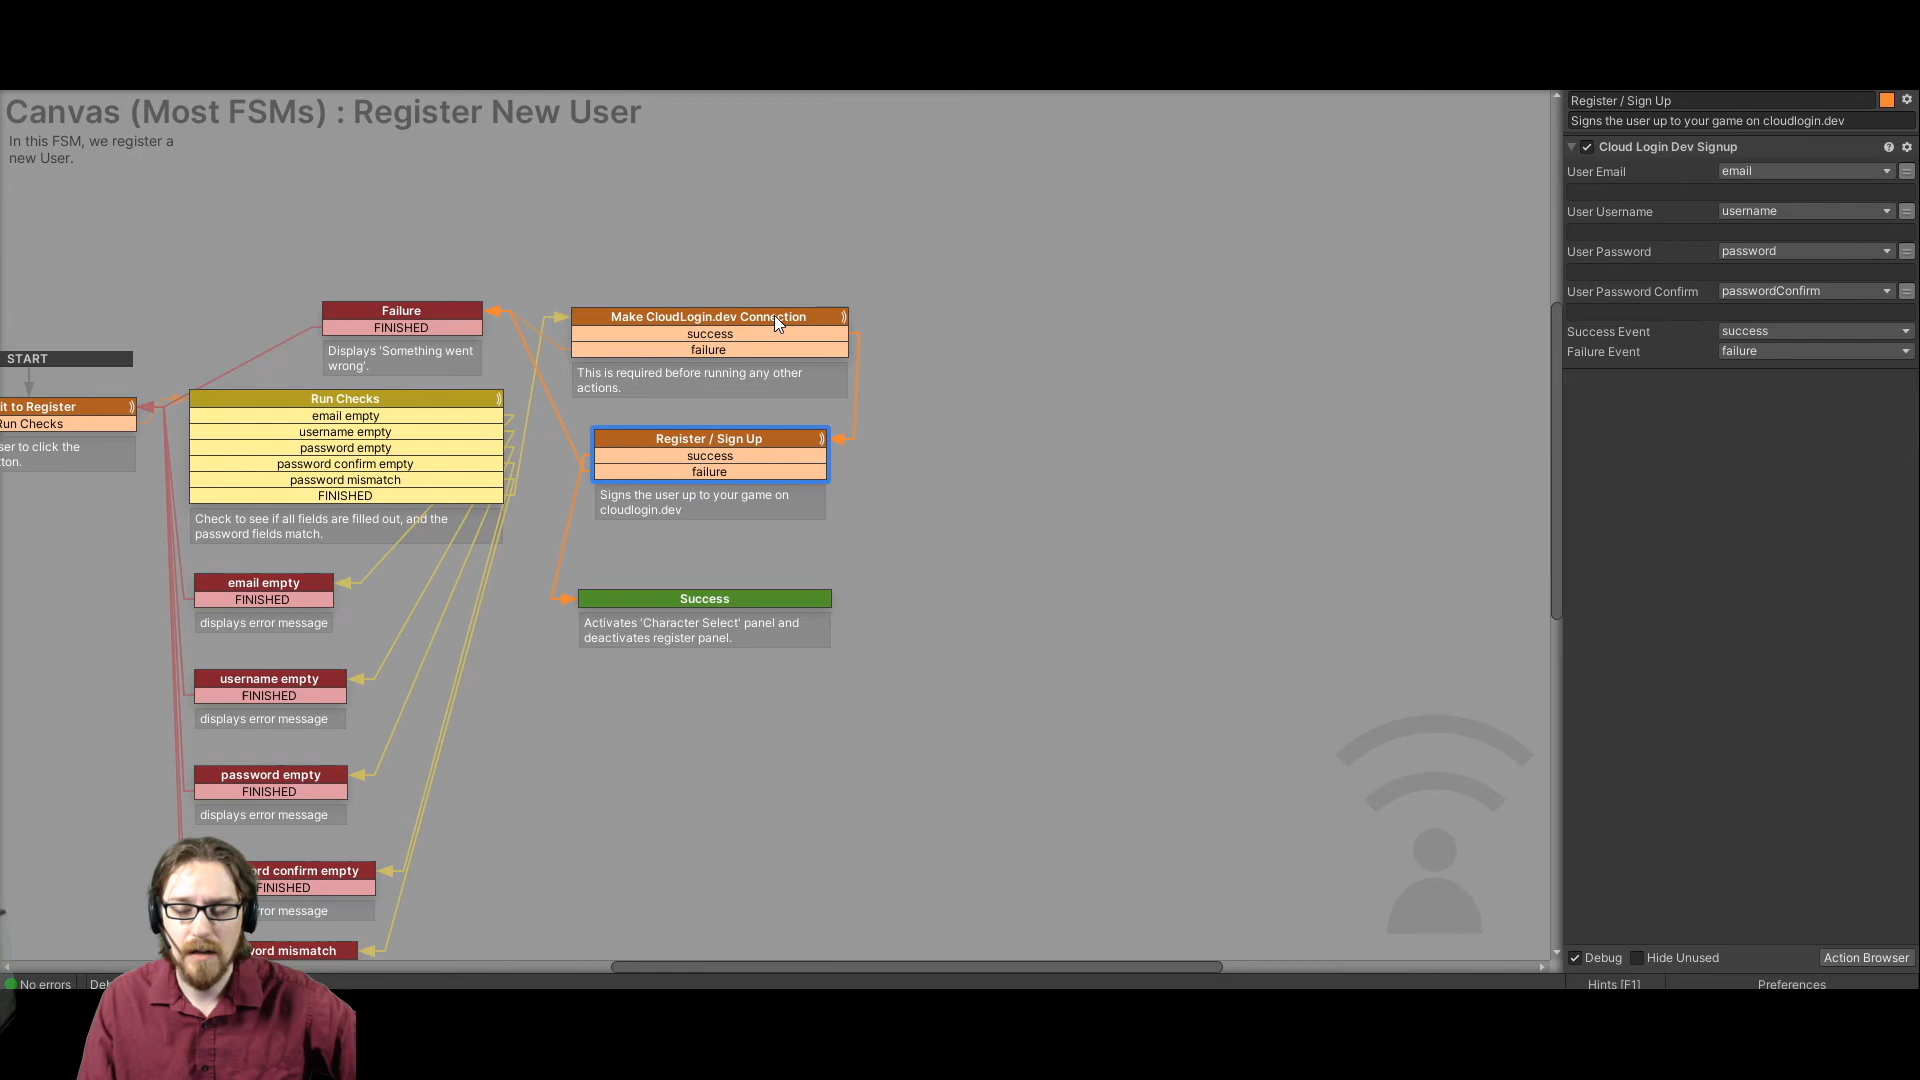 Canvas (Most FSMs) : Register New User
In this FSM, we register a
new User.
START
it to Register
Run Checks
ser to click the
ton.
Failure
FINISHED
Displays 'Something went
wrong'.
Run Checks
email empty
username empty
password empty
password confirm empty
password mismatch
FINISHED
Check to see if all fields are filled out, and the
password fields match.
email empty
FINISHED
displays error message
username empty
FINISHED
displays error message
password empty
FINISHED
displays error message
ord confirm empty
FINISHED
rror message
word mismatch
Make CloudLogin.dev Connection
success
failure
This is required before running any other
actions.
Register / Sign Up
success
failure
Signs the user up to your game on
cloudlogin.dev
Success
Activates 'Character Select' panel and
deactivates register panel.
No errors
Deb
Register / Sign Up
Signs the user up to your game on cloudlogin.dev
Cloud Login Dev Signup
User Email email
User Username username
User Password password
User Password Confirm passwordConfirm
Success Event success
Failure Event failure
Debug Hide Unused Action Browser
Hints [F1] Preferences